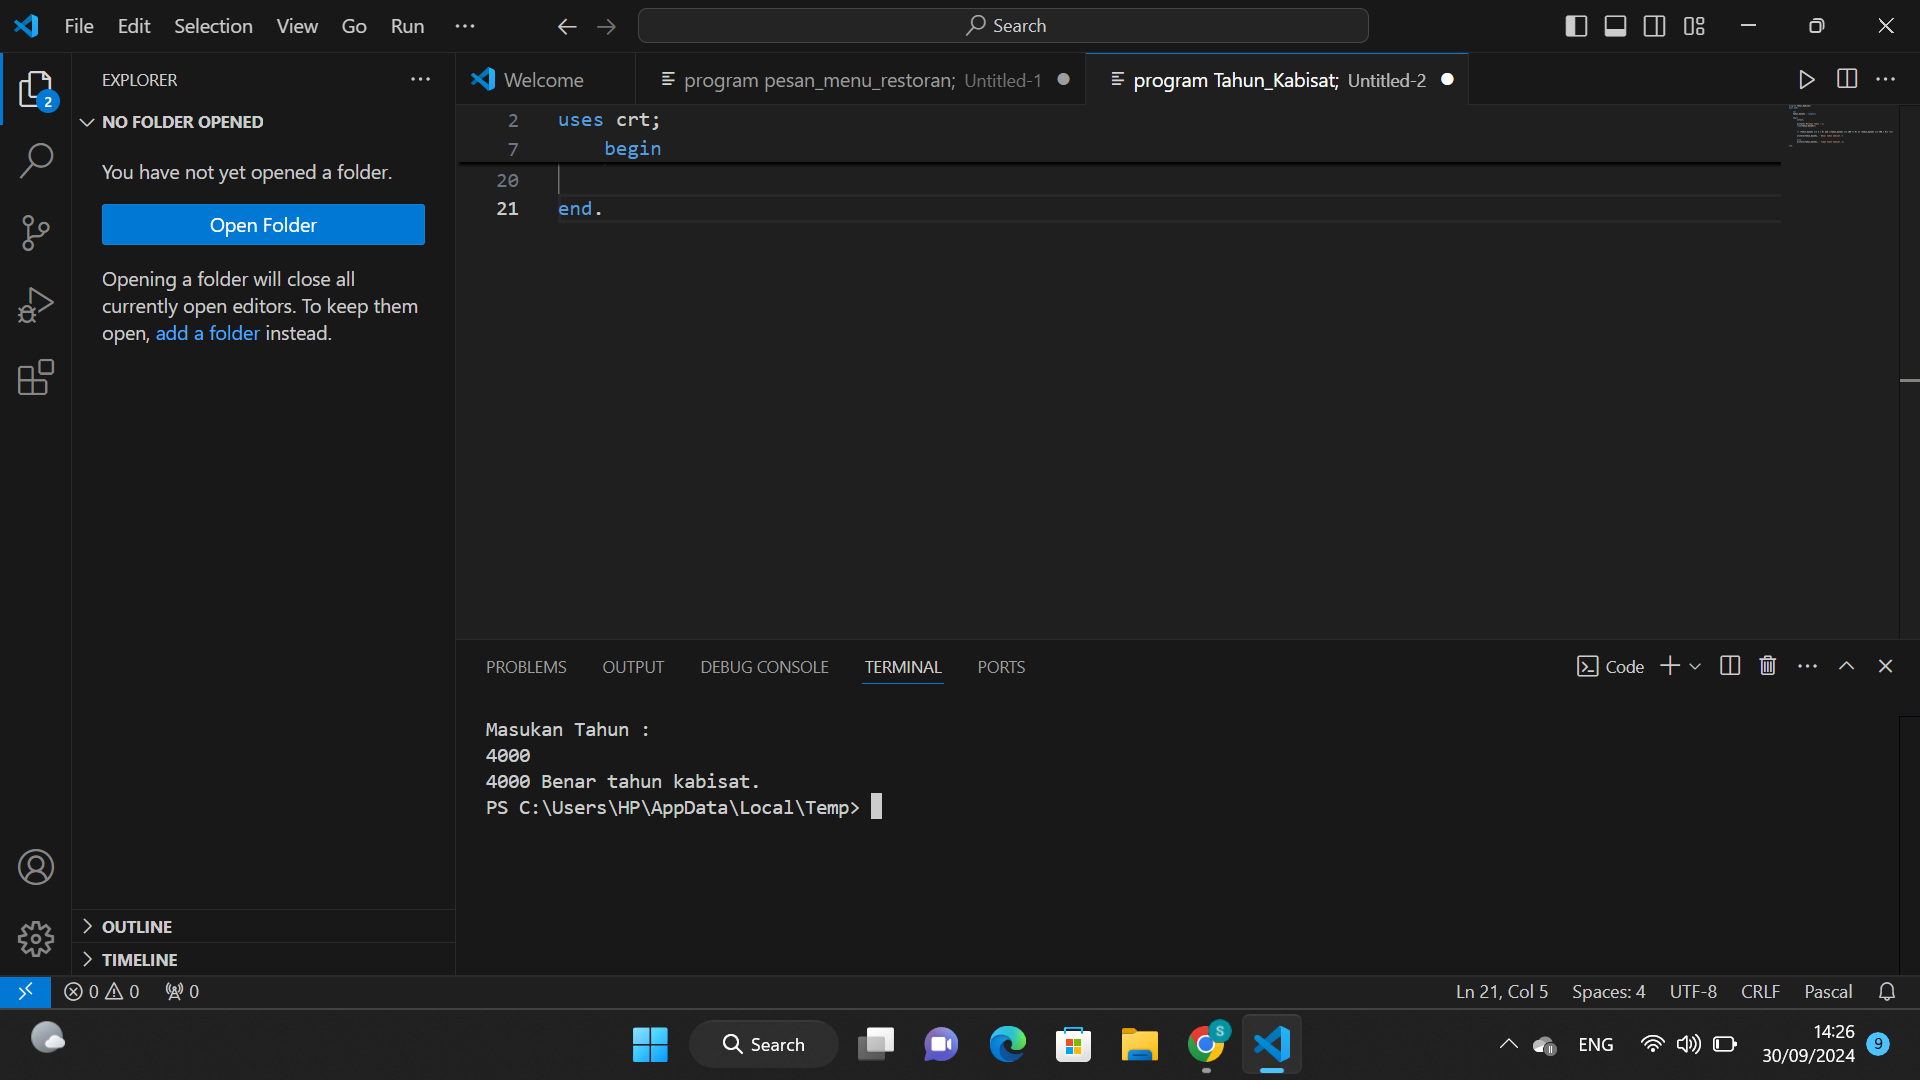 File Edit Selection View Go Run ···
Search
EXPLORER
NO FOLDER OPENED
You have not yet opened a folder.
Open Folder
Opening a folder will close all
currently open editors. To keep them
open, add a folder instead.
OUTLINE
TIMELINE
2
Welcome
program pesan_menu_restoran; Untitled-1
program Tahun_Kabisat; Untitled-2
2 uses crt;
7 begin
20
21 end.
PROBLEMS OUTPUT DEBUG CONSOLE TERMINAL PORTS
Code
Masukan Tahun :
4000
4000 Benar tahun kabisat.
PS C:\Users\HP\AppData\Local\Temp>
0 0 0
Ln 21, Col 5 Spaces: 4 UTF-8 CRLF Pascal
Search
S
ENG
14:26
30/09/2024
9